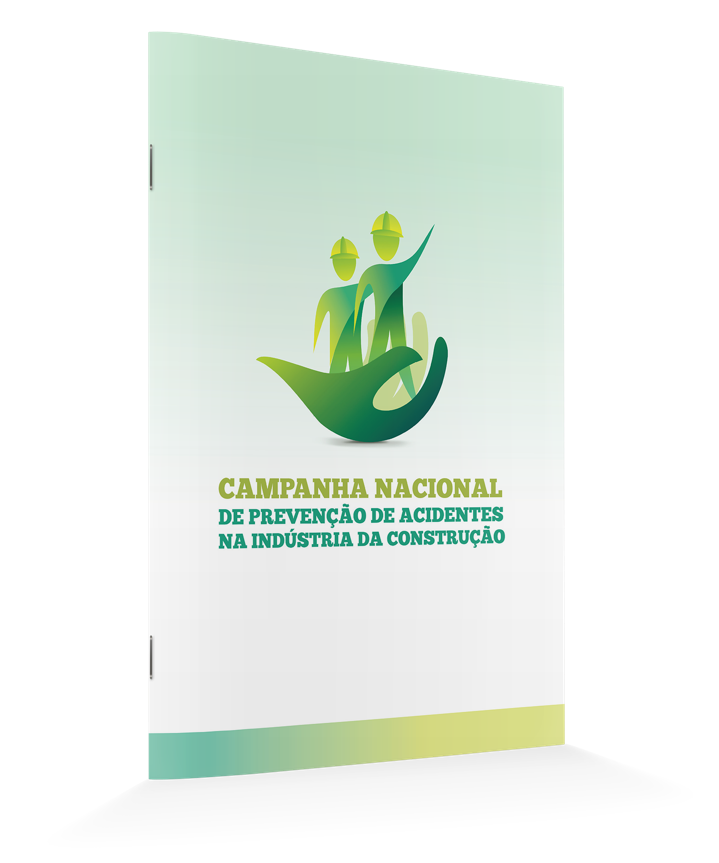 CAMPANHA NACIONAL
DE PREVENÇÃO DE ACIDENTES
NA INDÚSTRIA DA CONSTRUÇÃO